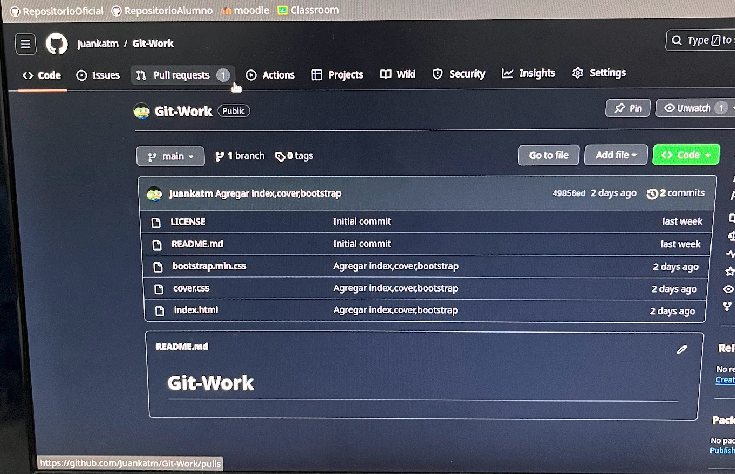 RepositorioOficial RepositorioAlumno moodle Classroom
juankatm / Git-Work
Type / to
Code Issues Pull requests 1 Actions Projects Wiki Security Insights Settings
Git-Work Public Pin Unwatch 1
main 1 branch 0 tags Go to file Add file Code
juankatm Agregar index,cover,bootstrap 2 days ago 2 commits
LICENSE Initial commit last week
README.md Initial commit last week
bootstrap.min.css Agregar index,cover,bootstrap 2 days ago
cover.css Agregar index,cover,bootstrap 2 days ago
index.html Agregar index,cover,bootstrap 2 days ago
README.md
Git-Work
Rel
No re
Creat
Pack
No pac
Publish
https://github.com/juankatm/Git-Work/pulls